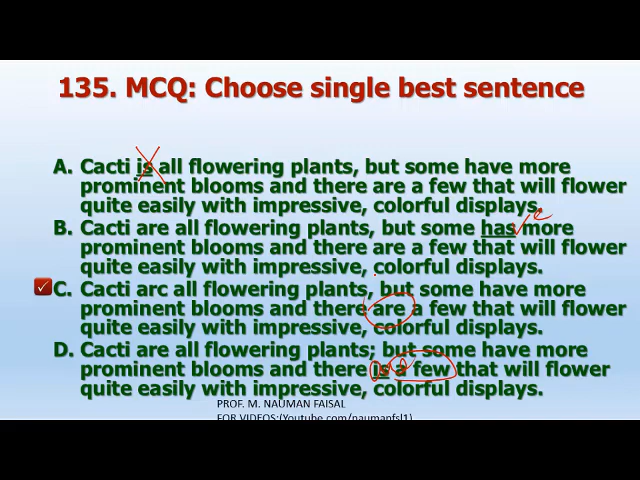 135. MCQ: Choose single best sentence
A. Cacti is all flowering plants, but some have more
prominent blooms and there are a few that will flower
quite easily with impressive, colorful displays.
B. Cacti are all flowering plants, but some has more
prominent blooms and there are a few that will flower
quite easily with impressive, colorful displays.
C. Cacti arc all flowering plants, but some have more
prominent blooms and there are a few that will flower
quite easily with impressive, colorful displays.
D. Cacti are all flowering plants; but some have more
prominent blooms and there is a few that will flower
quite easily with impressive, colorful displays.
PROF. M. NAUMAN FAISAL
FOR VIDEOS:(Youtube.com/naumanfsl1)